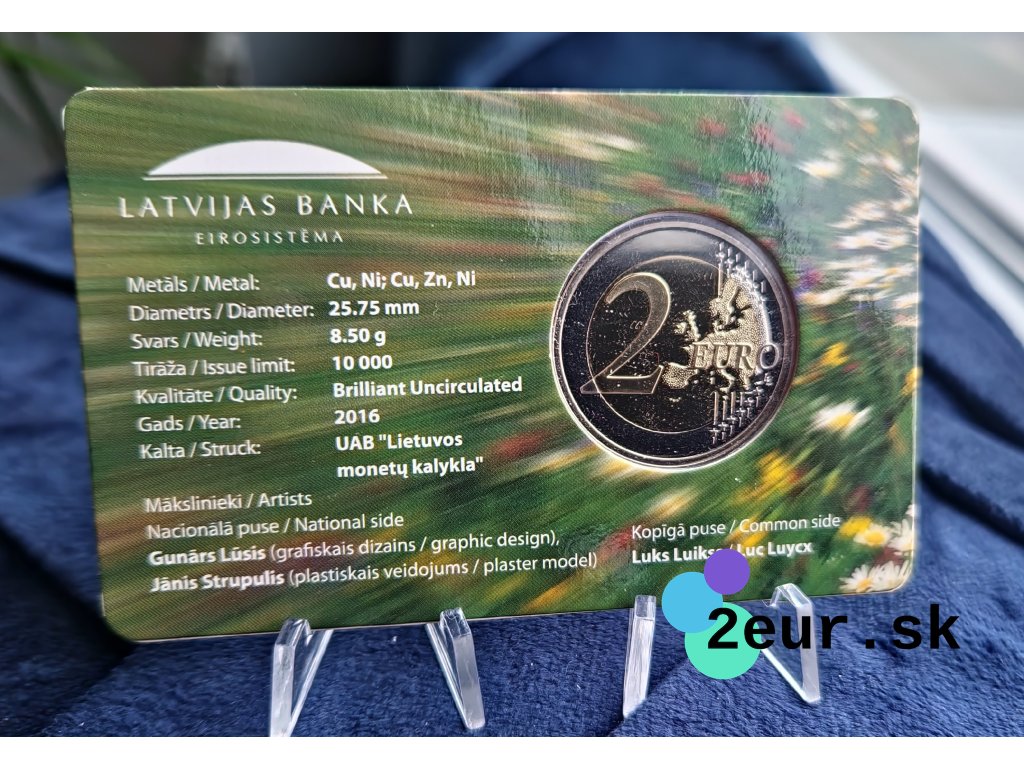 LATVIJAS BANKA
EIROSISTĒMA
Metāls / Metal: Cu, Ni; Cu, Zn, Ni
Diametrs / Diameter: 25.75 mm
Svars / Weight: 8.50 g
Tirāža / Issue limit: 10 000
Kvalitāte / Quality: Brilliant Uncirculated
Gads / Year: 2016
Kalta / Struck: UAB "Lietuvos
monetų kalykla"
Mākslinieki / Artists
Nacionālā puse / National side
Gunārs Lūsis (grafiskais dizains / graphic design),
Jānis Strupulis (plastiskais veidojums / plaster model)
2 EURO
Kopīgā puse / Common side
Luks Luikss / Luc Luycx
2eur.sk